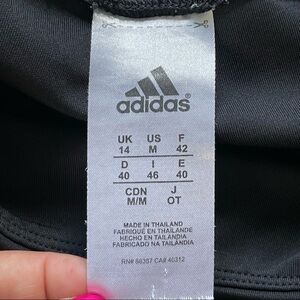 adidas®
UK US F
14 M 42
D I E
40 46 40
CDN J
M/M OT
MADE IN THAILAND
FABRIQUÉ EN THAÏLANDE
HECHO EN TAILANDIA
FABRICADO NA TAILÂNDIA
RN# 88387 CA# 40312